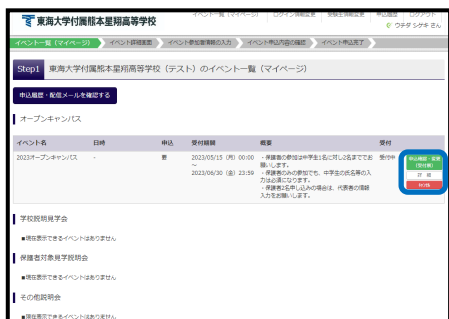 東海大学付属熊本星翔高等学校
イベント一覧（マイページ） ログイン情報変更 受験生情報変更 申込履歴 ログアウト
ウチダ シゲキ さん
イベント一覧（マイページ） イベント詳細画面 イベント参加者情報の入力 イベント申込内容の確認 イベント申込完了
Step1 東海大学付属熊本星翔高等学校（テスト）のイベント一覧（マイページ）
申込履歴・配信メールを確認する
オープンキャンパス
イベント名 日時 申込 受付期間 概要 受付
2023オープンキャンパス - 要 2023/05/15（月）00:00 ・保護者の参加は中学生1名に対し2名まででお 受付中 申込履歴・変更
～ 願いします。 （受付票）
2023/06/30（金）23:59 ・保護者のみの参加でも、中学生の氏名等の入 詳 細
力は必須になります。 キャンセル
・保護者2名申し込みの場合は、代表者の情報
入力をお願いします。
学校説明見学会
■現在表示できるイベントはありません
保護者対象見学説明会
■現在表示できるイベントはありません
その他説明会
■現在表示できるイベントはありません